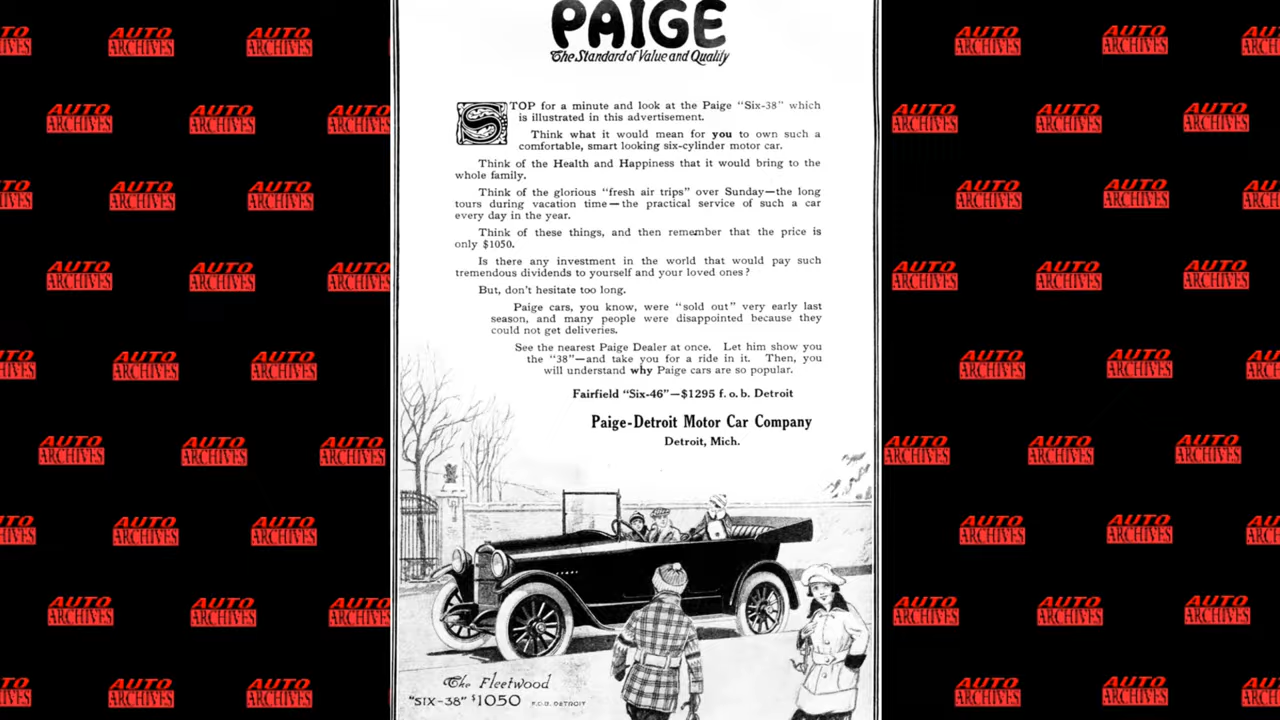 PAIGE
The Standard of Value and Quality
STOP for a minute and look at the Paige “Six-38” which
is illustrated in this advertisement.
Think what it would mean for you to own such a
comfortable, smart looking six-cylinder motor car.
Think of the Health and Happiness that it would bring to the
whole family.
Think of the glorious “fresh air trips” over Sunday—the long
tours during vacation time—the practical service of such a car
every day in the year.
Think of these things, and then remember that the price is
only $1050.
Is there any investment in the world that would pay such
tremendous dividends to yourself and your loved ones?
But, don't hesitate too long.
Paige cars, you know, were “sold out” very early last
season, and many people were disappointed because they
could not get deliveries.
See the nearest Paige Dealer at once. Let him show you
the “38”—and take you for a ride in it. Then, you
will understand why Paige cars are so popular.
Fairfield “Six-46”—$1295 f. o. b. Detroit
Paige-Detroit Motor Car Company
Detroit, Mich.
The Fleetwood
“SIX-38” $1050 F.O.B. DETROIT
AUTO
ARCHIVES